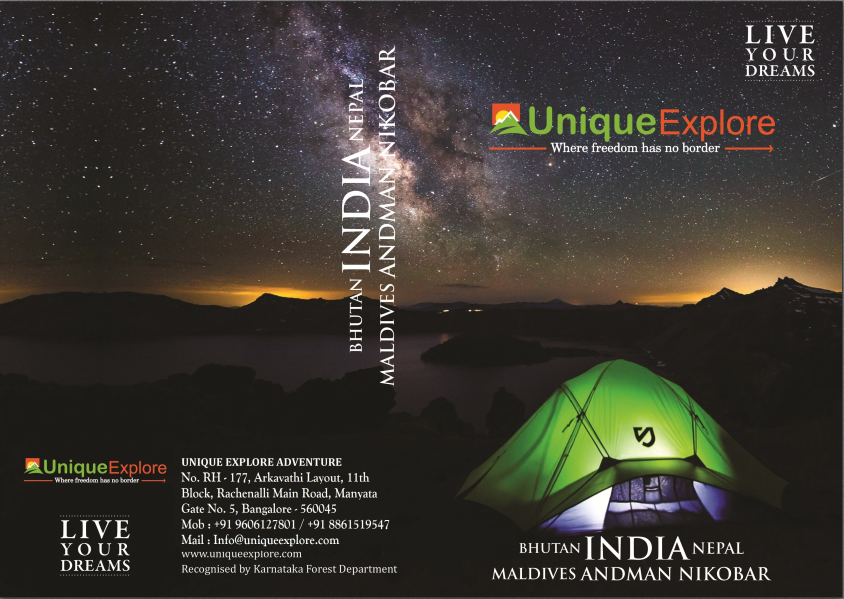 LIVE
YOUR
DREAMS
UniqueExplore
Where freedom has no border
BHUTAN INDIA NEPAL
MALDIVES ANDMAN NIKOBAR
UniqueExplore
Where freedom has no border
LIVE
YOUR
DREAMS
UNIQUE EXPLORE ADVENTURE
No. RH - 177, Arkavathi Layout, 11th
Block, Rachenalli Main Road, Manyata
Gate No. 5, Bangalore - 560045
Mob : +91 9606127801 / +91 8861519547
Mail : Info@uniqueexplore.com
www.uniqueexplore.com
Recognised by Karnataka Forest Department
BHUTAN INDIA NEPAL
MALDIVES ANDMAN NIKOBAR